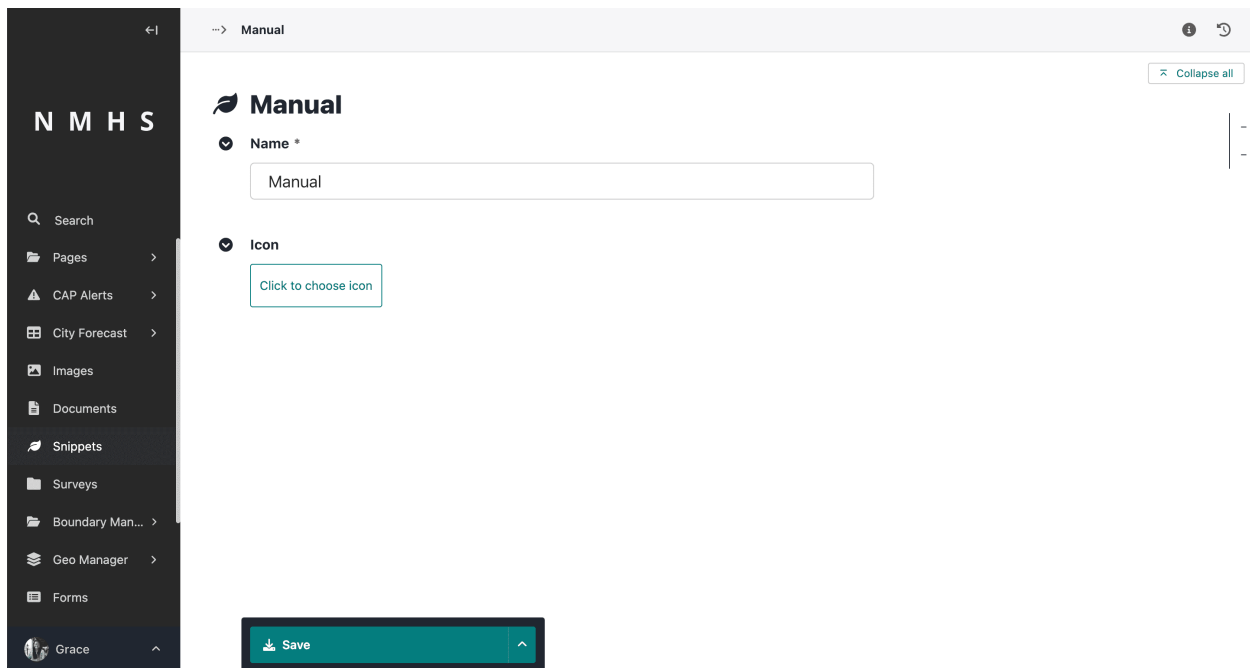 Manual
Collapse all
NMHS
Manual
Name *
Manual
Icon
Click to choose icon
Search
Pages
CAP Alerts
City Forecast
Images
Documents
Snippets
Surveys
Boundary Man...
Geo Manager
Forms
Grace
Save